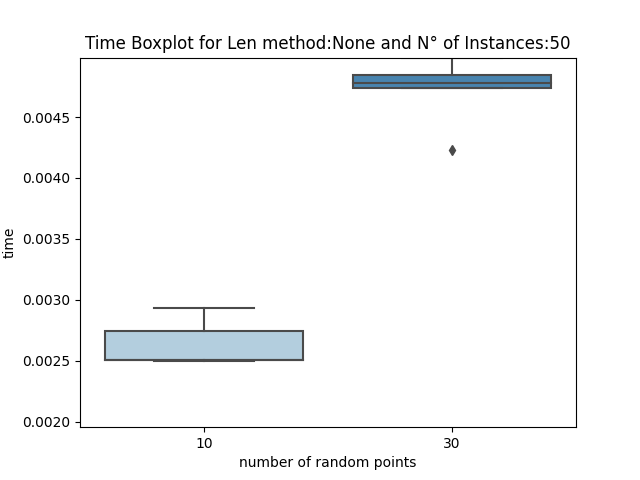 Time Boxplot for Len method:None and N° of Instances:50
0.0045
0.0040
0.0035
0.0030
0.0025
0.0020
time
10 30
number of random points